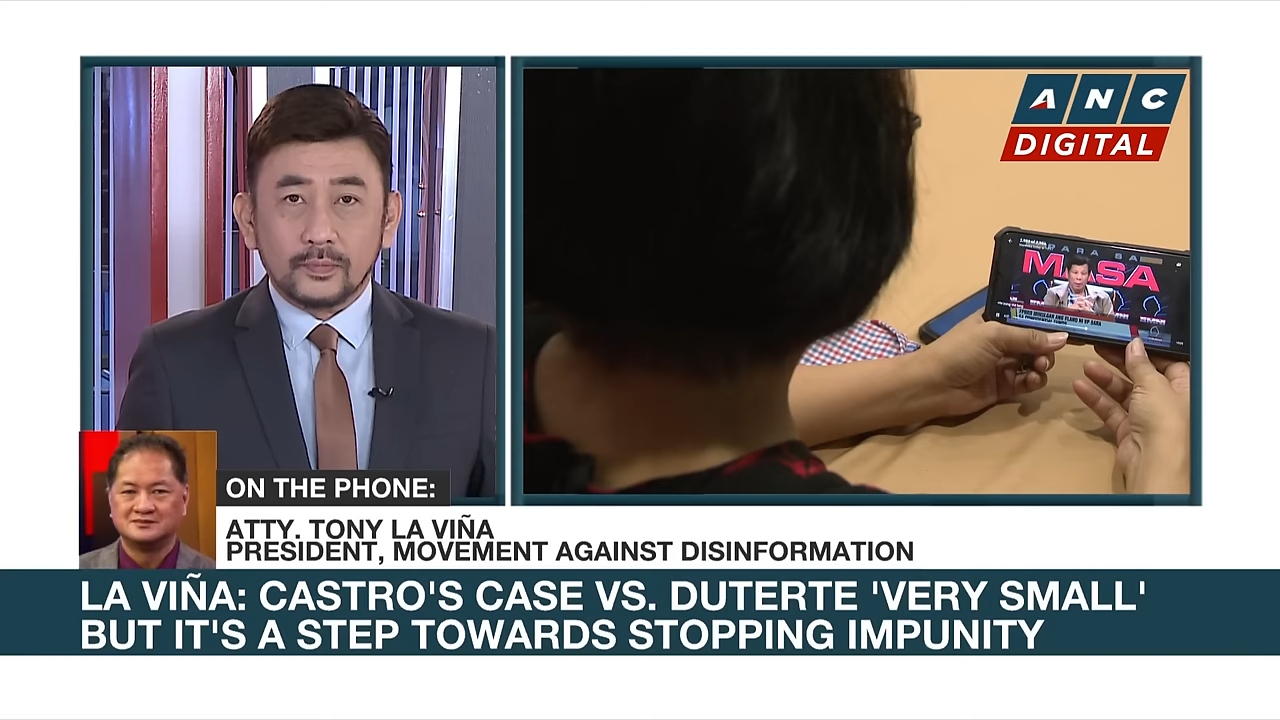 ANC
DIGITAL
PARA SA
MASA
ON THE PHONE:
ATTY. TONY LA VIÑA
PRESIDENT, MOVEMENT AGAINST DISINFORMATION
LA VIÑA: CASTRO'S CASE VS. DUTERTE 'VERY SMALL'
BUT IT'S A STEP TOWARDS STOPPING IMPUNITY